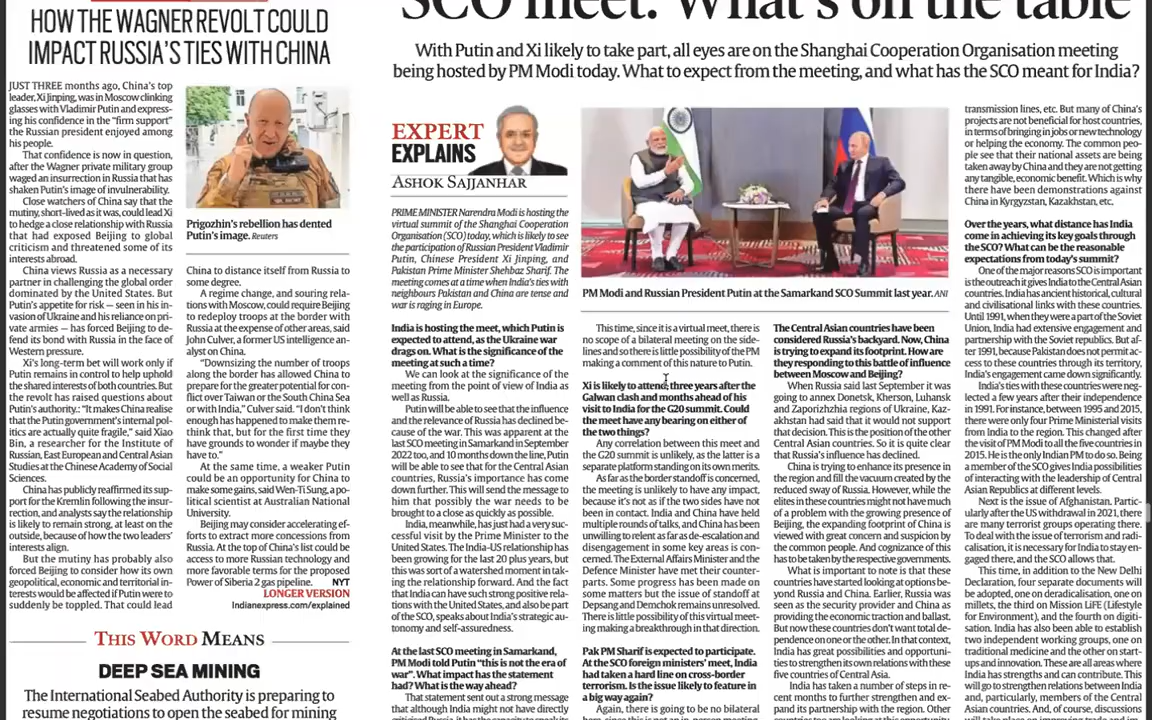 HOW THE WAGNER REVOLT COULD
IMPACT RUSSIA'S TIES WITH CHINA
JUST THREE months ago, China's top
leader, Xi Jinping, was in Moscow clinking
glasses with Vladimir Putin and express-
ing his confidence in the "firm support"
the Russian president enjoyed among
his people.
That confidence is now in question,
after the Wagner private military group
waged an insurrection in Russia that has
shaken Putin's image of invulnerability.
Close watchers of China say that the
mutiny, short-lived as it was, could lead Xi
to hedge a close relationship with Russia
that had exposed Beijing to global
criticism and threatened some of its
interests abroad.
China views Russia as a necessary
partner in challenging the global order
dominated by the United States. But
Putin's appetite for risk — seen in his in-
vasion of Ukraine and his reliance on pri-
vate armies — has forced Beijing to de-
fend its bond with Russia in the face of
Western pressure.
Xi's long-term bet will work only if
Putin remains in control to help uphold
the shared interests of both countries. But
the revolt has raised questions about
Putin's authority.: "It makes China realise
that the Putin government's internal pol-
itics are actually quite fragile," said Xiao
Bin, a researcher for the Institute of
Russian, East European and Central Asian
Studies at the Chinese Academy of Social
Sciences.
China has publicly reaffirmed its sup-
port for the Kremlin following the insur-
rection, and analysts say the relationship
is likely to remain strong, at least on the
outside, because of how the two leaders'
interests align.
But the mutiny has probably also
forced Beijing to consider how its own
geopolitical, economic and territorial in-
terests would be affected if Putin were to
suddenly be toppled. That could lead
Prigozhin's rebellion has dented
Putin's image. Reuters
China to distance itself from Russia to
some degree.
A regime change, and souring rela-
tions with Moscow, could require Beijing
to redeploy troops at the border with
Russia at the expense of other areas, said
John Culver, a former US intelligence an-
alyst on China.
"Downsizing the number of troops
along the border has allowed China to
prepare for the greater potential for con-
flict over Taiwan or the South China Sea
or with India," Culver said. "I don't think
enough has happened to make them re-
think that, but for the first time they
have grounds to wonder if maybe they
have to."
At the same time, a weaker Putin
could be an opportunity for China to
make some gains, said Wen-Ti Sung, a po-
litical scientist at Australian National
University.
Beijing may consider accelerating ef-
forts to extract more concessions from
Russia. At the top of China's list could be
access to more Russian technology and
more favorable terms for the proposed
Power of Siberia 2 gas pipeline. NYT
LONGER VERSION
Indianexpress.com/explained
THIS WORD MEANS
DEEP SEA MINING
The International Seabed Authority is preparing to
resume negotiations to open the seabed for mining
SCO meet: What's on the table
With Putin and Xi likely to take part, all eyes are on the Shanghai Cooperation Organisation meeting
being hosted by PM Modi today. What to expect from the meeting, and what has the SCO meant for India?
EXPERT
EXPLAINS
ASHOK SAJJANHAR
PRIME MINISTER Narendra Modi is hosting the
virtual summit of the Shanghai Cooperation
Organisation (SCO) today, which is likely to see
the participation of Russian President Vladimir
Putin, Chinese President Xi Jinping, and
Pakistan Prime Minister Shehbaz Sharif. The
meeting comes at a time when India's ties with
neighbours Pakistan and China are tense and
war is raging in Europe.
India is hosting the meet, which Putin is
expected to attend, as the Ukraine war
drags on. What is the significance of the
meeting at such a time?
We can look at the significance of the
meeting from the point of view of India as
well as Russia.
Putin will be able to see that the influence
and the relevance of Russia has declined be-
cause of the war. This was apparent at the
last SCO meeting in Samarkand in September
2022 too, and 10 months down the line, Putin
will be able to see that for the Central Asian
countries, Russia's importance has come
down further. This will send the message to
him that possibly the war needs to be
brought to a close as quickly as possible.
India, meanwhile, has just had a very suc-
cessful visit by the Prime Minister to the
United States. The India-US relationship has
been growing for the last 20 plus years, but
this was sort of a watershed moment in tak-
ing the relationship forward. And the fact
that India can have such strong positive rela-
tions with the United States, and also be part
of the SCO, speaks about India's strategic au-
tonomy and self-assuredness.
At the last SCO meeting in Samarkand,
PM Modi told Putin "this is not the era of
war". What impact has the statement
had? What is the way ahead?
That statement sent out a strong message
that although India might not have directly
PM Modi and Russian President Putin at the Samarkand SCO Summit last year. ANI
This time, since it is a virtual meet, there is
no scope of a bilateral meeting on the side-
lines and so there is little possibility of the PM
making a comment of this nature to Putin.
Xi is likely to attend, three years after the
Galwan clash and months ahead of his
visit to India for the G20 summit. Could
the meet have any bearing on either of
the two things?
Any correlation between this meet and
the G20 summit is unlikely, as the latter is a
separate platform standing on its own merits.
As far as the border standoff is concerned,
the meeting is unlikely to have any impact,
because it's not as if the two sides have not
been in contact. India and China have held
multiple rounds of talks, and China has been
unwilling to relent as far as de-escalation and
disengagement in some key areas is con-
cerned. The External Affairs Minister and the
Defence Minister have met their counter-
parts. Some progress has been made on
some matters but the issue of standoff at
Depsang and Demchok remains unresolved.
There is little possibility of this virtual meet-
ing making a breakthrough in that direction.
Pak PM Sharif is expected to participate.
At the SCO foreign ministers' meet, India
had taken a hard line on cross-border
terrorism. Is the issue likely to feature in
a big way again?
Again, there is going to be no bilateral
The Central Asian countries have been
considered Russia's backyard. Now, China
is trying to expand its footprint. How are
they responding to this battle of influence
between Moscow and Beijing?
When Russia said last September it was
going to annex Donetsk, Kherson, Luhansk
and Zaporizhzhia regions of Ukraine, Kaz-
akhstan had said that it would not support
that decision. This is the position of the other
Central Asian countries. So it is quite clear
that Russia's influence has declined.
China is trying to enhance its presence in
the region and fill the vacuum created by the
reduced sway of Russia. However, while the
elites in these countries might not have much
of a problem with the growing presence of
Beijing, the expanding footprint of China is
viewed with great concern and suspicion by
the common people. And cognizance of this
has to be taken by the respective governments.
What is important to note is that these
countries have started looking at options be-
yond Russia and China. Earlier, Russia was
seen as the security provider and China as
providing the economic traction and ballast.
But now these countries don't want total de-
pendence on one or the other. In that context,
India has great possibilities and opportuni-
ties to strengthen its own relations with these
five countries of Central Asia.
India has taken a number of steps in re-
cent months to further strengthen and ex-
pand its partnership with the region. Other
transmission lines, etc. But many of China's
projects are not beneficial for host countries,
in terms of bringing in jobs or new technology
or helping the economy. The common peo-
ple see that their national assets are being
taken away by China and they are not getting
any tangible, economic benefit. Which is why
there have been demonstrations against
China in Kyrgyzstan, Kazakhstan, etc.
Over the years, what distance has India
come in achieving its key goals through
the SCO? What can be the reasonable
expectations from today's summit?
One of the major reasons SCO is important
is the outreach it gives India to the Central Asian
countries. India has ancient historical, cultural
and civilisational links with these countries.
Until 1991, when they were a part of the Soviet
Union, India had extensive engagement and
partnership with the Soviet republics. But af-
ter 1991, because Pakistan does not permit ac-
cess to these countries through its territory,
India's engagement came down significantly.
India's ties with these countries were neg-
lected a few years after their independence
in 1991. For instance, between 1995 and 2015,
there were only four Prime Ministerial visits
from India to the region. This changed after
the visit of PM Modi to all the five countries in
2015. He is the only Indian PM to do so. Being
a member of the SCO gives India possibilities
of interacting with the leadership of Central
Asian Republics at different levels.
Next is the issue of Afghanistan. Partic-
ularly after the US withdrawal in 2021, there
are many terrorist groups operating there.
To deal with the issue of terrorism and radi-
calisation, it is necessary for India to stay en-
gaged there, and the SCO allows that.
This time, in addition to the New Delhi
Declaration, four separate documents will
be adopted, one on deradicalisation, one on
millets, the third on Mission LiFE (Lifestyle
for Environment), and the fourth on digiti-
sation. India has also been able to establish
two independent working groups, one on
traditional medicine and the other on start-
ups and innovation. These are all areas where
India has strengths and can contribute. This
will go to strengthen relations between India
and, particularly, members of the Central
Asian countries. And, of course, discussions